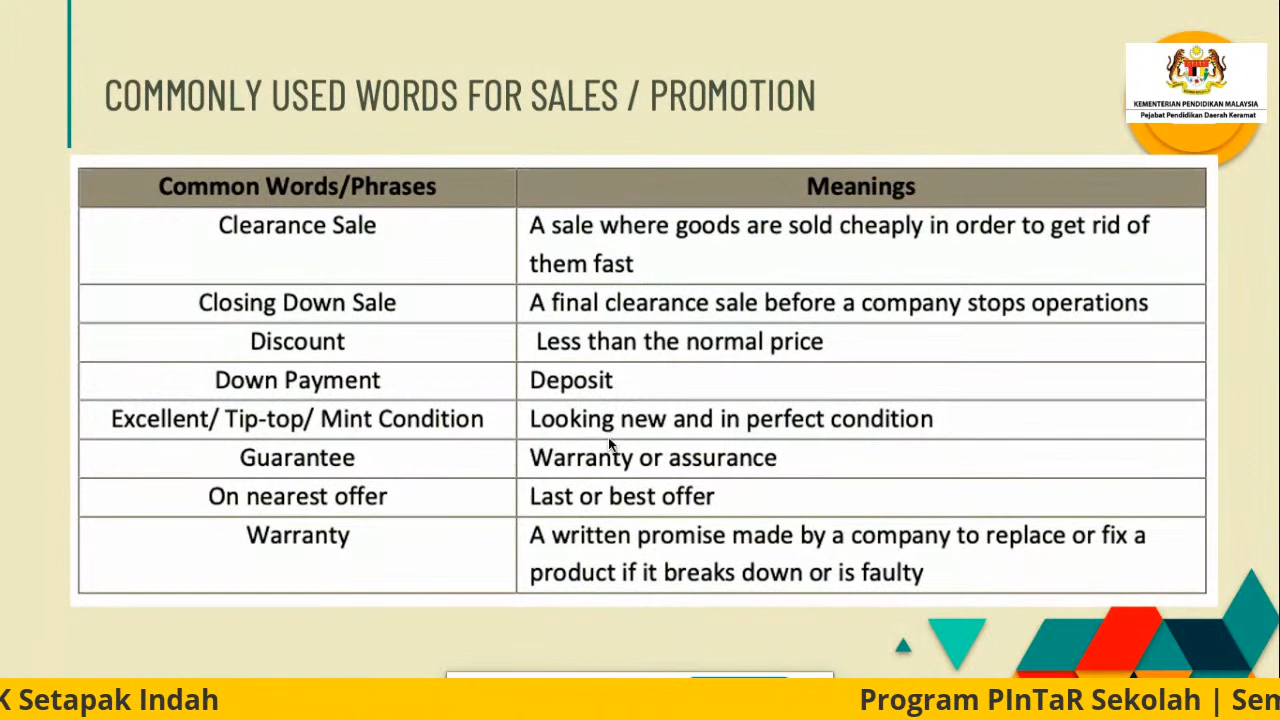 COMMONLY USED WORDS FOR SALES / PROMOTION
KEMENTERIAN PENDIDIKAN MALAYSIA
Pejabat Pendidikan Daerah Keramat
Common Words/Phrases Meanings
Clearance Sale A sale where goods are sold cheaply in order to get rid of
them fast
Closing Down Sale A final clearance sale before a company stops operations
Discount Less than the normal price
Down Payment Deposit
Excellent/ Tip-top/ Mint Condition Looking new and in perfect condition
Guarantee Warranty or assurance
On nearest offer Last or best offer
Warranty A written promise made by a company to replace or fix a
product if it breaks down or is faulty
K Setapak Indah Program PInTaR Sekolah | Sem